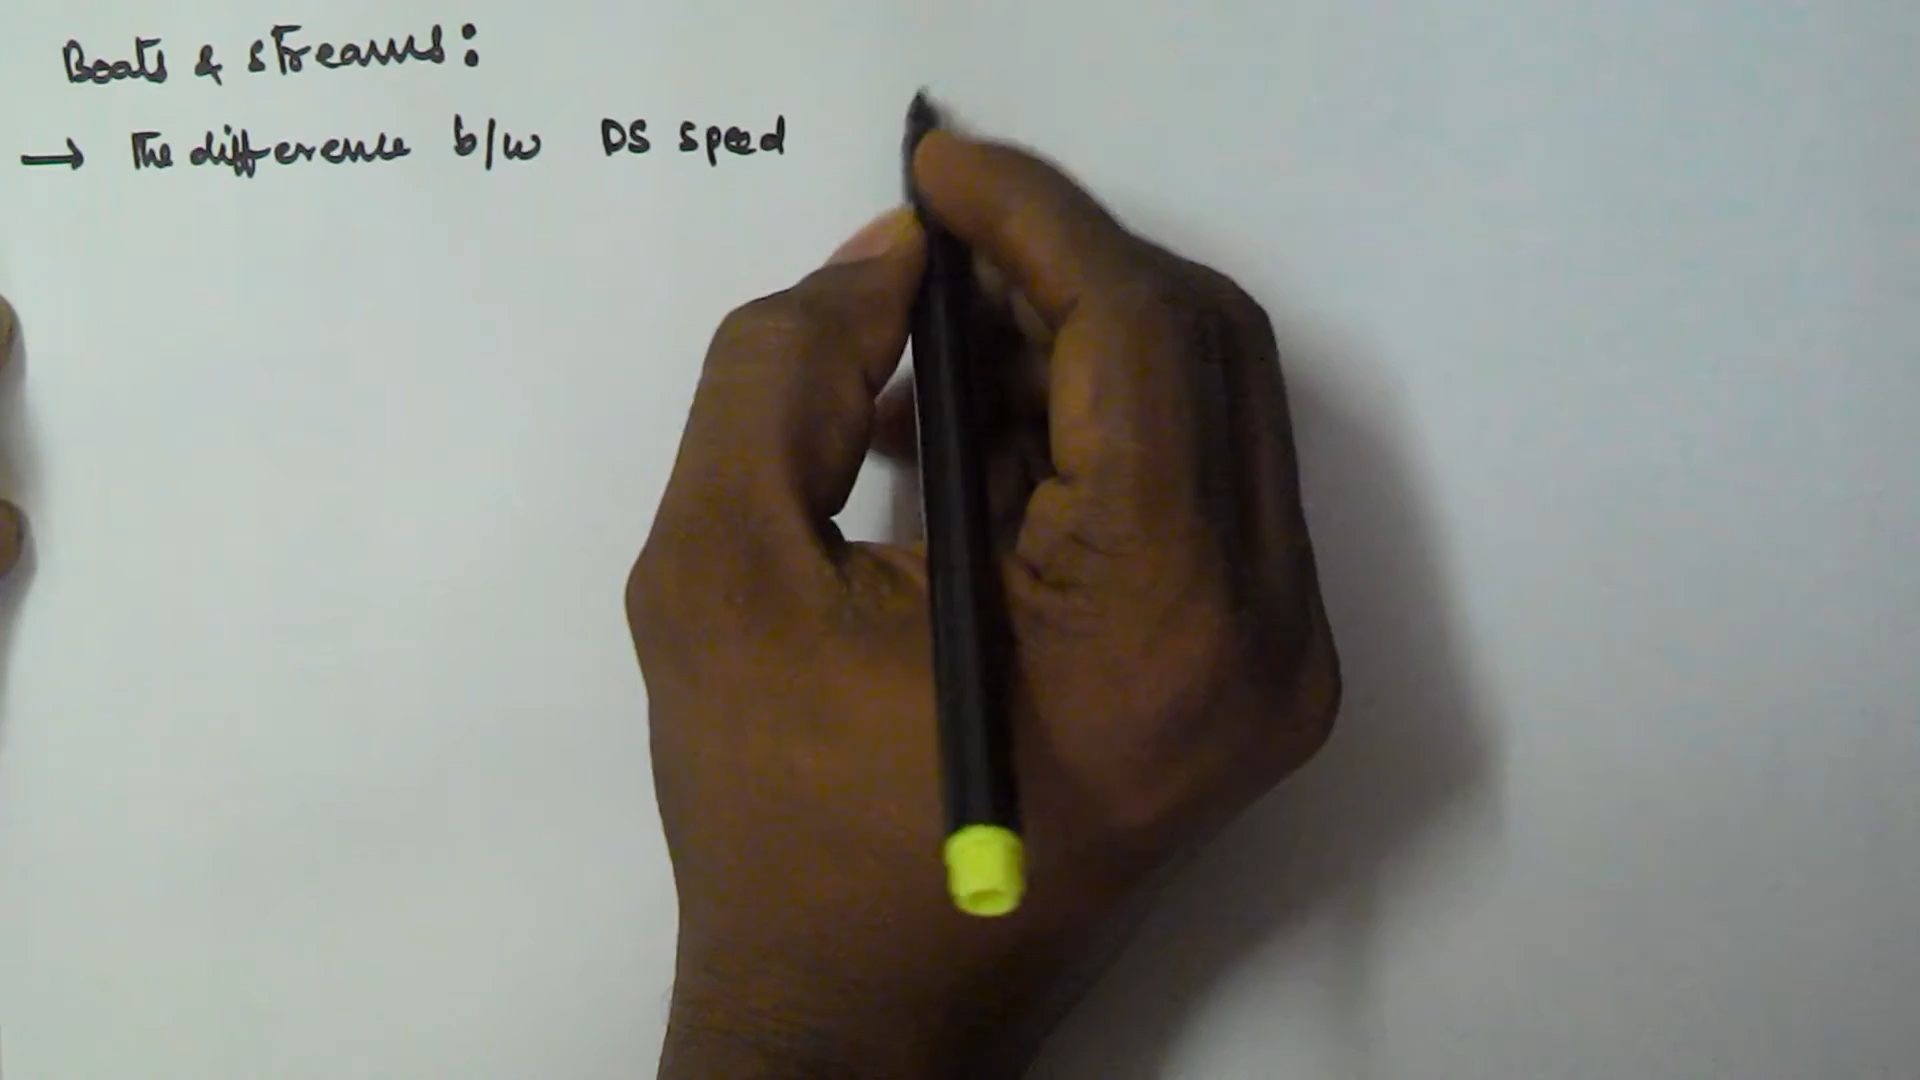 Boats & streams:
→ The difference b/w DS speed